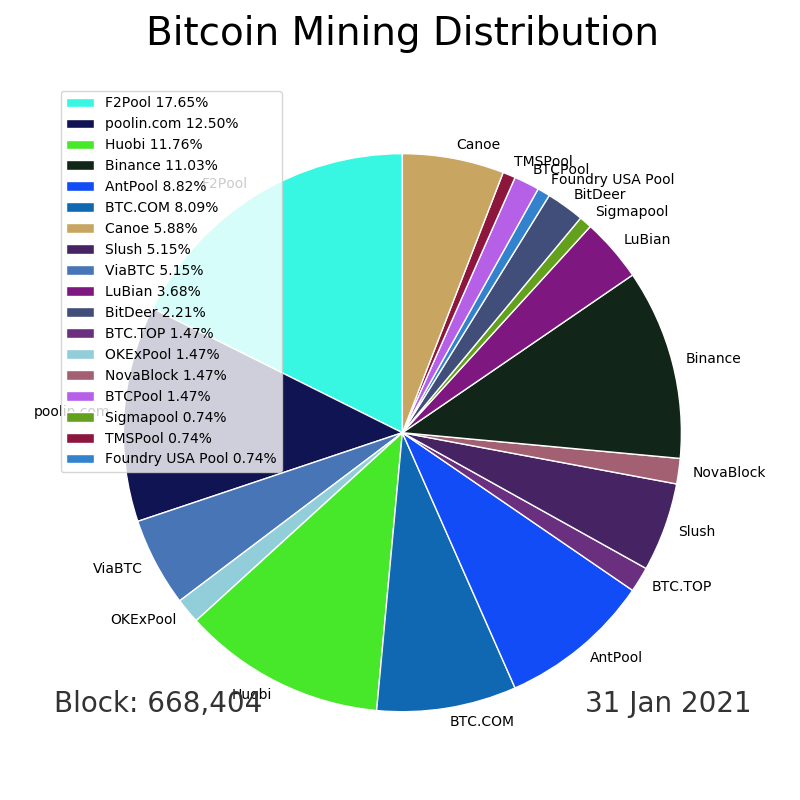 Bitcoin Mining Distribution
F2Pool 17.65%
poolin.com 12.50%
Huobi 11.76%
Binance 11.03%
AntPool 8.82%
BTC.COM 8.09%
Canoe 5.88%
Slush 5.15%
ViaBTC 5.15%
LuBian 3.68%
BitDeer 2.21%
BTC.TOP 1.47%
OKExPool 1.47%
NovaBlock 1.47%
BTCPool 1.47%
Sigmapool 0.74%
TMSPool 0.74%
Foundry USA Pool 0.74%
Canoe
TMSPool
BTCPool
Foundry USA Pool
BitDeer
Sigmapool
LuBian
Binance
NovaBlock
Slush
BTC.TOP
AntPool
BTC.COM
Huobi
OKExPool
ViaBTC
poolin.com
F2Pool
Block: 668,404
31 Jan 2021